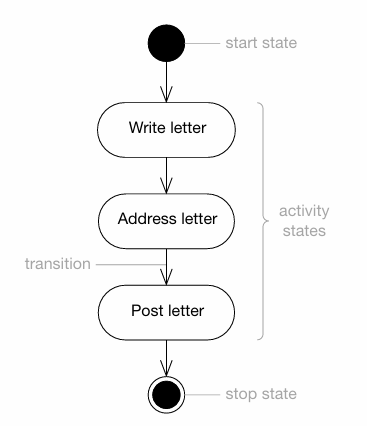 start state
Write letter
Address letter
activity
states
transition
Post letter
stop state